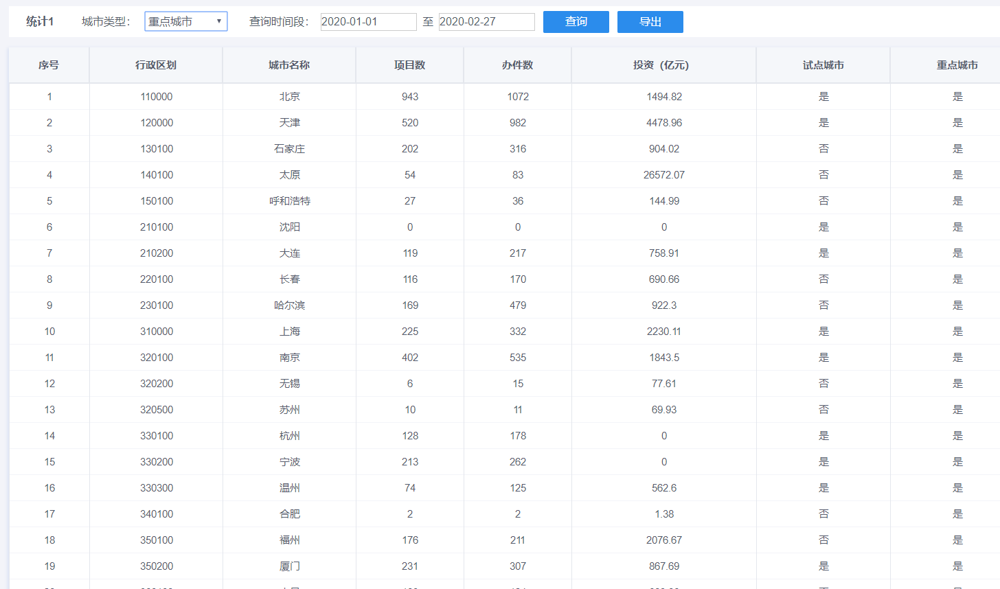 统计1 城市类型： 重点城市 查询时间段： 2020-01-01 至 2020-02-27 查询 导出
序号 行政区划 城市名称 项目数 办件数 投资（亿元） 试点城市 重点城市
1 110000 北京 943 1072 1494.82 是 是
2 120000 天津 520 982 4478.96 是 是
3 130100 石家庄 202 316 904.02 否 是
4 140100 太原 54 83 26572.07 否 是
5 150100 呼和浩特 27 36 144.99 否 是
6 210100 沈阳 0 0 0 是 是
7 210200 大连 119 217 758.91 是 是
8 220100 长春 116 170 690.66 否 是
9 230100 哈尔滨 169 479 922.3 否 是
10 310000 上海 225 332 2230.11 是 是
11 320100 南京 402 535 1843.5 是 是
12 320200 无锡 6 15 77.61 否 是
13 320500 苏州 10 11 69.93 否 是
14 330100 杭州 128 178 0 是 是
15 330200 宁波 213 262 0 是 是
16 330300 温州 74 125 562.6 是 是
17 340100 合肥 2 2 1.38 否 是
18 350100 福州 176 211 2076.67 否 是
19 350200 厦门 231 307 867.69 是 是